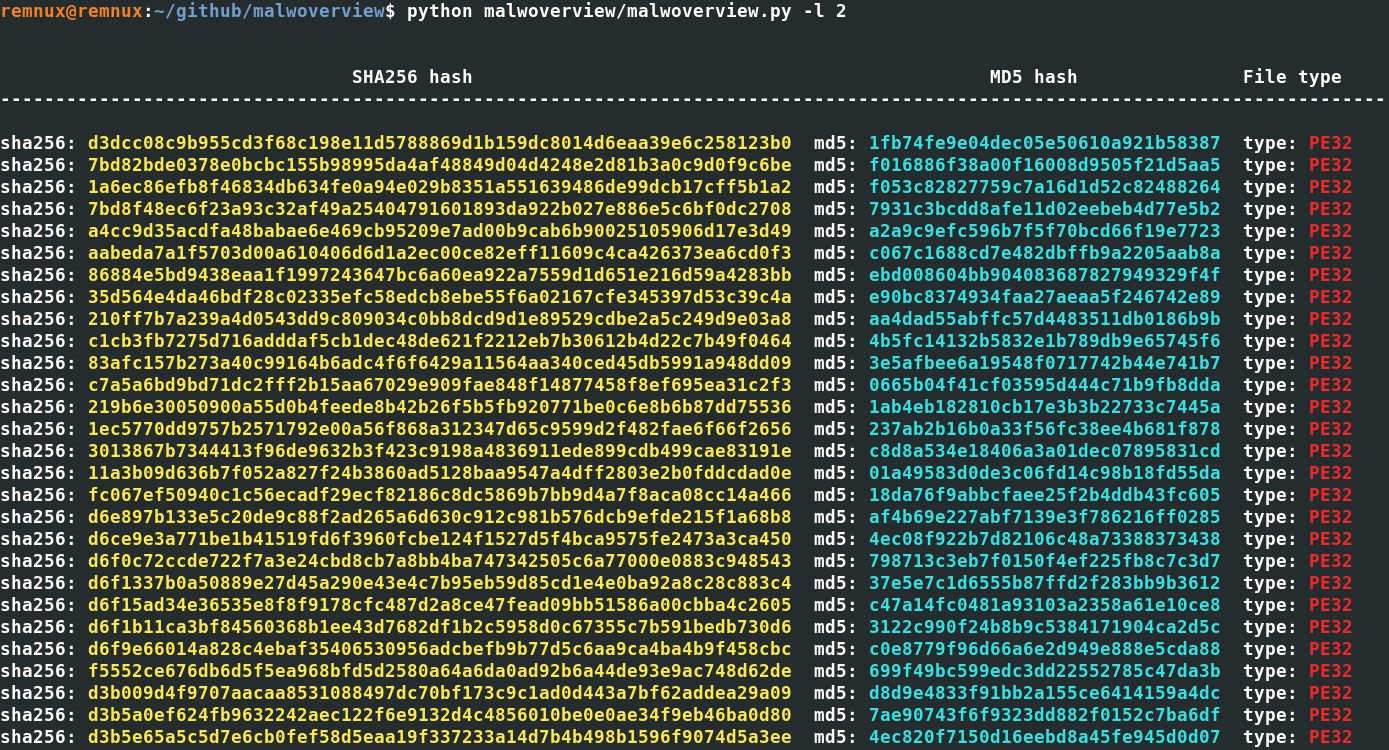 remnux@remnux:~/github/malwoverview$ python malwoverview/malwoverview.py -l 2
SHA256 hash MD5 hash File type
--------------------------------------------------------------------------------------------------------------------------------
sha256: d3dcc08c9b955cd3f68c198e11d5788869d1b159dc8014d6eaa39e6c258123b0 md5: 1fb74fe9e04dec05e50610a921b58387 type: PE32
sha256: 7bd82bde0378e0bcbc155b98995da4af48849d04d4248e2d81b3a0c9d0f9c6be md5: f016886f38a00f16008d9505f21d5aa5 type: PE32
sha256: 1a6ec86efb8f46834db634fe0a94e029b8351a551639486de99dcb17cff5b1a2 md5: f053c82827759c7a16d1d52c82488264 type: PE32
sha256: 7bd8f48ec6f23a93c32af49a25404791601893da922b027e886e5c6bf0dc2708 md5: 7931c3bcdd8afe11d02eebeb4d77e5b2 type: PE32
sha256: a4cc9d35acdfa48babae6e469cb95209e7ad00b9cab6b90025105906d17e3d49 md5: a2a9c9efc596b7f5f70bcd66f19e7723 type: PE32
sha256: aabeda7a1f5703d00a610406d6d1a2ec00ce82eff11609c4ca426373ea6cd0f3 md5: c067c1688cd7e482dbffb9a2205aab8a type: PE32
sha256: 86884e5bd9438eaa1f1997243647bc6a60ea922a7559d1d651e216d59a4283bb md5: ebd008604bb904083687827949329f4f type: PE32
sha256: 35d564e4da46bdf28c02335efc58edcb8ebe55f6a02167cfe345397d53c39c4a md5: e90bc8374934faa27aeaa5f246742e89 type: PE32
sha256: 210ff7b7a239a4d0543dd9c809034c0bb8dcd9d1e89529cdbe2a5c249d9e03a8 md5: aa4dad55abffc57d4483511db0186b9b type: PE32
sha256: c1cb3fb7275d716adddaf5cb1dec48de621f2212eb7b30612b4d22c7b49f0464 md5: 4b5fc14132b5832e1b789db9e65745f6 type: PE32
sha256: 83afc157b273a40c99164b6adc4f6f6429a11564aa340ced45db5991a948dd09 md5: 3e5afbee6a19548f0717742b44e741b7 type: PE32
sha256: c7a5a6bd9bd71dc2fff2b15aa67029e909fae848f14877458f8ef695ea31c2f3 md5: 0665b04f41cf03595d444c71b9fb8dda type: PE32
sha256: 219b6e30050900a55d0b4feede8b42b26f5b5fb920771be0c6e8b6b87dd75536 md5: 1ab4eb182810cb17e3b3b22733c7445a type: PE32
sha256: 1ec5770dd9757b2571792e00a56f868a312347d65c9599d2f482fae6f66f2656 md5: 237ab2b16b0a33f56fc38ee4b681f878 type: PE32
sha256: 3013867b7344413f96de9632b3f423c9198a4836911ede899cdb499cae83191e md5: c8d8a534e18406a3a01dec07895831cd type: PE32
sha256: 11a3b09d636b7f052a827f24b3860ad5128baa9547a4dff2803e2b0fddcdad0e md5: 01a49583d0de3c06fd14c98b18fd55da type: PE32
sha256: fc067ef50940c1c56ecadf29ecf82186c8dc5869b7bb9d4a7f8aca08cc14a466 md5: 18da76f9abbcfaee25f2b4ddb43fc605 type: PE32
sha256: d6e897b133e5c20de9c88f2ad265a6d630c912c981b576dcb9efde215f1a68b8 md5: af4b69e227abf7139e3f786216ff0285 type: PE32
sha256: d6ce9e3a771be1b41519fd6f3960fcbe124f1527d5f4bca9575fe2473a3ca450 md5: 4ec08f922b7d82106c48a73388373438 type: PE32
sha256: d6f0c72ccde722f7a3e24cbd8cb7a8bb4ba747342505c6a77000e0883c948543 md5: 798713c3eb7f0150f4ef225fb8c7c3d7 type: PE32
sha256: d6f1337b0a50889e27d45a290e43e4c7b95eb59d85cd1e4e0ba92a8c28c883c4 md5: 37e5e7c1d6555b87ffd2f283bb9b3612 type: PE32
sha256: d6f15ad34e36535e8f8f9178cfc487d2a8ce47fead09bb51586a00cbba4c2605 md5: c47a14fc0481a93103a2358a61e10ce8 type: PE32
sha256: d6f1b11ca3bf84560368b1ee43d7682df1b2c5958d0c67355c7b591bedb730d6 md5: 3122c990f24b8b9c5384171904ca2d5c type: PE32
sha256: d6f9e66014a828c4ebaf35406530956adcbefb9b77d5c6aa9ca4ba4b9f458cbc md5: c0e8779f96d66a6e2d949e888e5cda88 type: PE32
sha256: f5552ce676db6d5f5ea968bfd5d2580a64a6da0ad92b6a44de93e9ac748d62de md5: 699f49bc599edc3dd22552785c47da3b type: PE32
sha256: d3b009d4f9707aacaa8531088497dc70bf173c9c1ad0d443a7bf62addea29a09 md5: d8d9e4833f91bb2a155ce6414159a4dc type: PE32
sha256: d3b5a0ef624fb9632242aec122f6e9132d4c4856010be0e0ae34f9eb46ba0d80 md5: 7ae90743f6f9323dd882f0152c7ba6df type: PE32
sha256: d3b5e65a5c5d7e6cb0fef58d5eaa19f337233a14d7b4b498b1596f9074d5a3ee md5: 4ec820f7150d16eebd8a45fe945d0d07 type: PE32